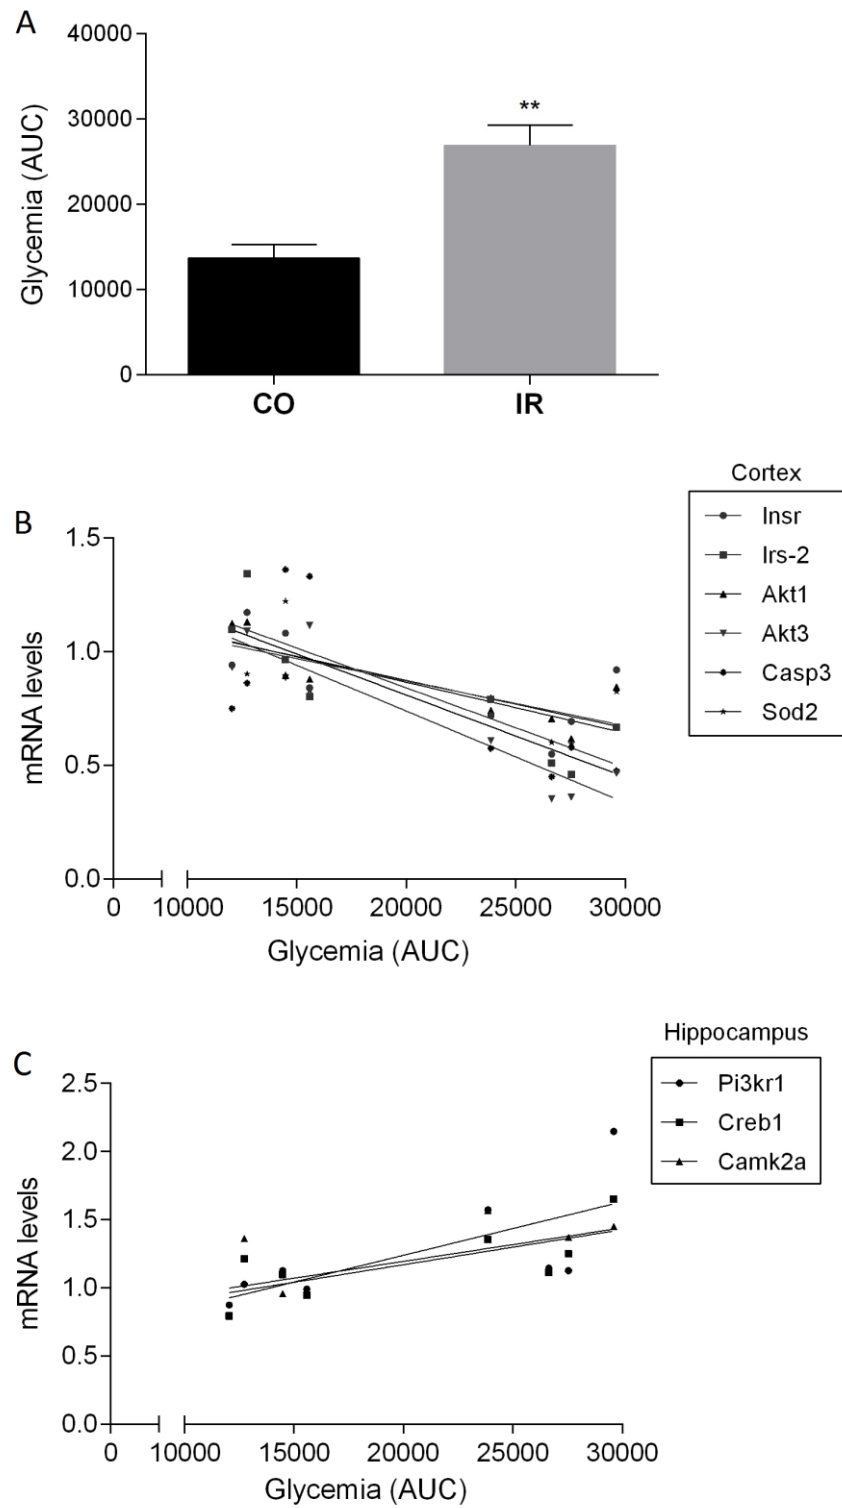 A
Glycemia (AUC)
40000
30000
20000
10000
0
**
CO
IR
B
mRNA levels
1.5
1.0
0.5
0.0
0
10000
15000
20000
25000
30000
Glycemia (AUC)
Cortex
Insr
Irs-2
Akt1
Akt3
Casp3
Sod2
C
mRNA levels
2.5
2.0
1.5
1.0
0.5
0.0
0
10000
15000
20000
25000
30000
Glycemia (AUC)
Hippocampus
Pi3kr1
Creb1
Camk2a